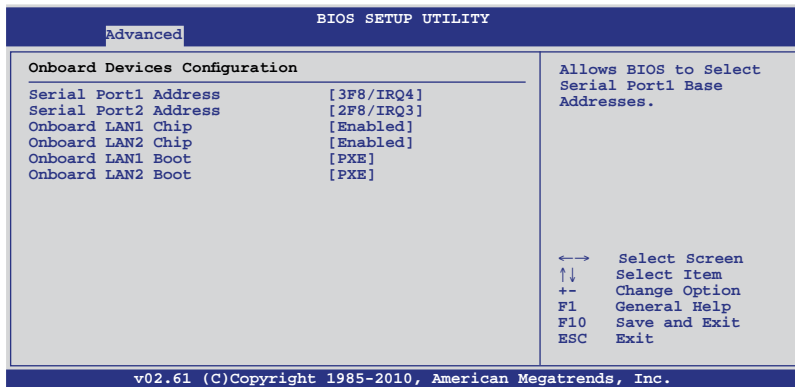 BIOS SETUP UTILITY
Advanced
Onboard Devices Configuration
Serial Port1 Address [3F8/IRQ4]
Serial Port2 Address [2F8/IRQ3]
Onboard LAN1 Chip [Enabled]
Onboard LAN2 Chip [Enabled]
Onboard LAN1 Boot [PXE]
Onboard LAN2 Boot [PXE]
Allows BIOS to Select
Serial Port1 Base
Addresses.
←→ Select Screen
↑↓ Select Item
+- Change Option
F1 General Help
F10 Save and Exit
ESC Exit
v02.61 (C)Copyright 1985-2010, American Megatrends, Inc.